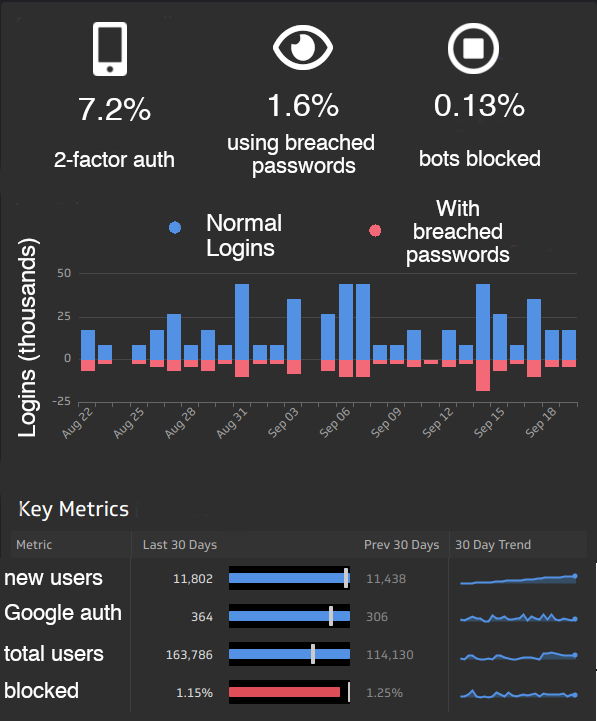 7.2%
1.6%
0.13%
2-factor auth
using breached
passwords
bots blocked
Normal
Logins
With
breached
passwords
Logins (thousands)
50
25
0
-25
Aug 22
Aug 25
Aug 28
Aug 31
Sep 03
Sep 06
Sep 09
Sep 12
Sep 15
Sep 18
Key Metrics
Metric Last 30 Days Prev 30 Days 30 Day Trend
new users 11,802 11,438
Google auth 364 306
total users 163,786 114,130
blocked 1.15% 1.25%